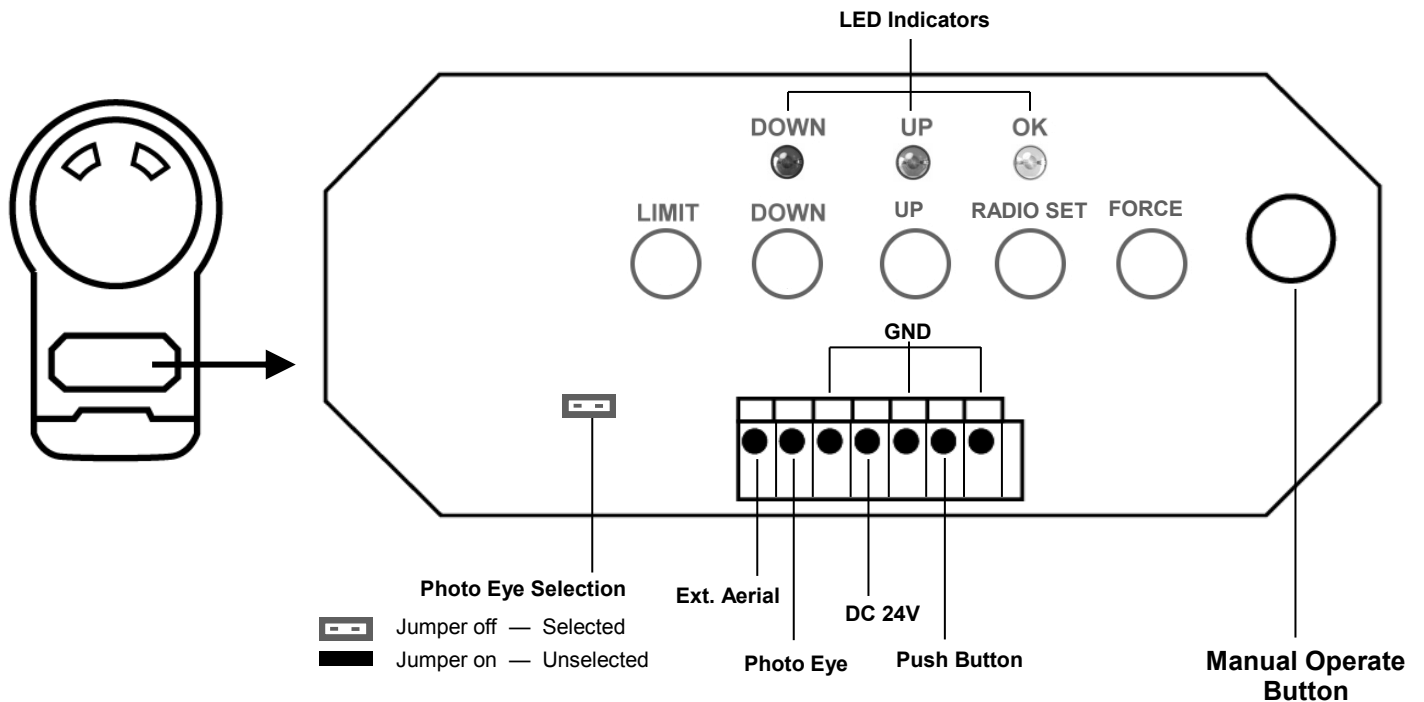 LED Indicators
DOWN UP OK
LIMIT DOWN UP RADIO SET FORCE
GND
Photo Eye Selection
Jumper off — Selected
Jumper on — Unselected
Ext. Aerial
DC 24V
Photo Eye
Push Button
Manual Operate
Button